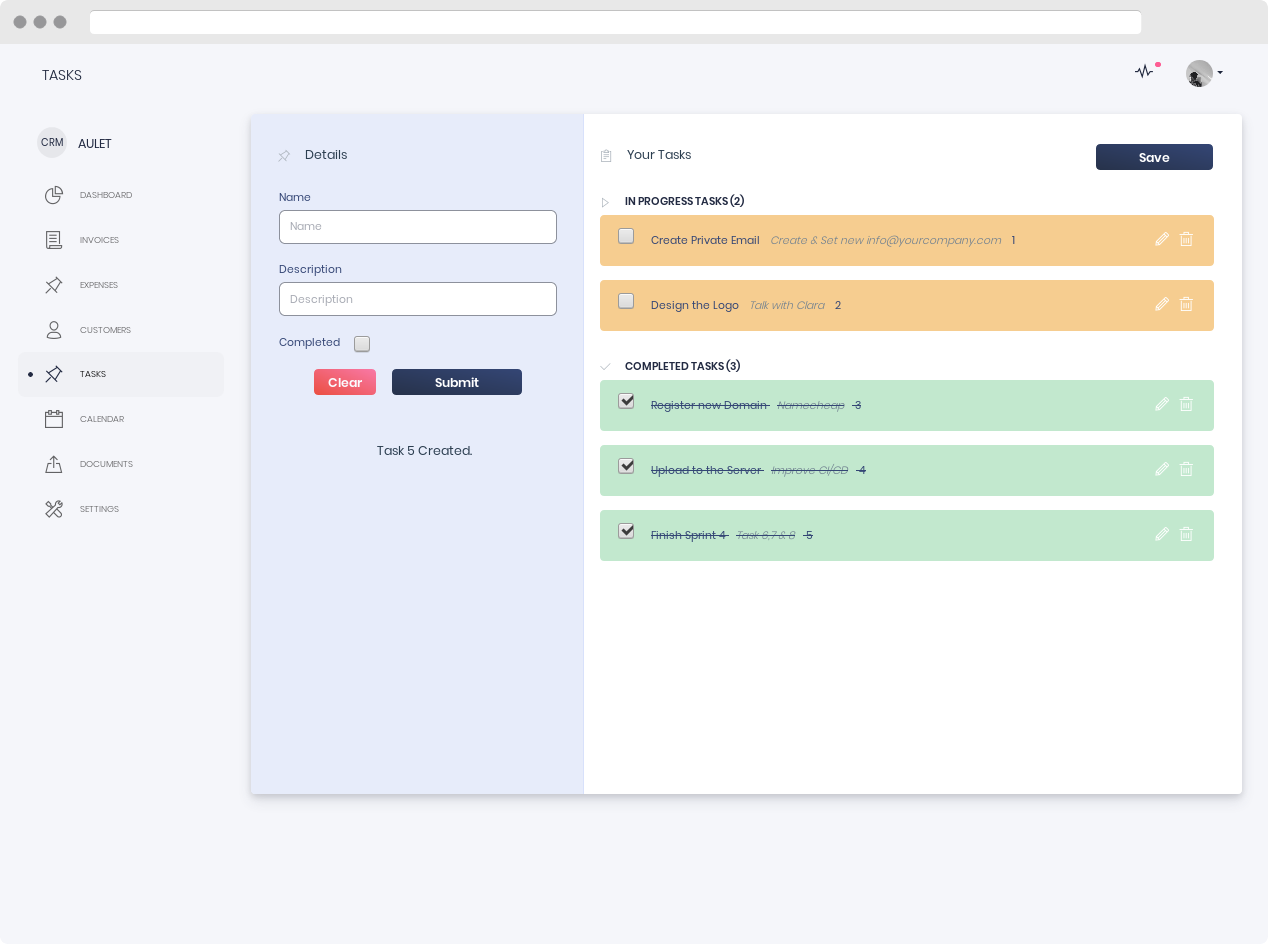 TASKS
CRM AULET
DASHBOARD
INVOICES
EXPENSES
CUSTOMERS
TASKS
CALENDAR
DOCUMENTS
SETTINGS
Details
Name
Name
Description
Description
Completed
Clear Submit
Task 5 Created.
Your Tasks
Save
IN PROGRESS TASKS (2)
Create Private Email Create & Set new info@yourcompany.com 1
Design the Logo Talk with Clara 2
COMPLETED TASKS (3)
Register new Domain Namecheap 3
Upload to the Server Improve CI/CD 4
Finish Sprint 4 Task 6,7 & 8 5